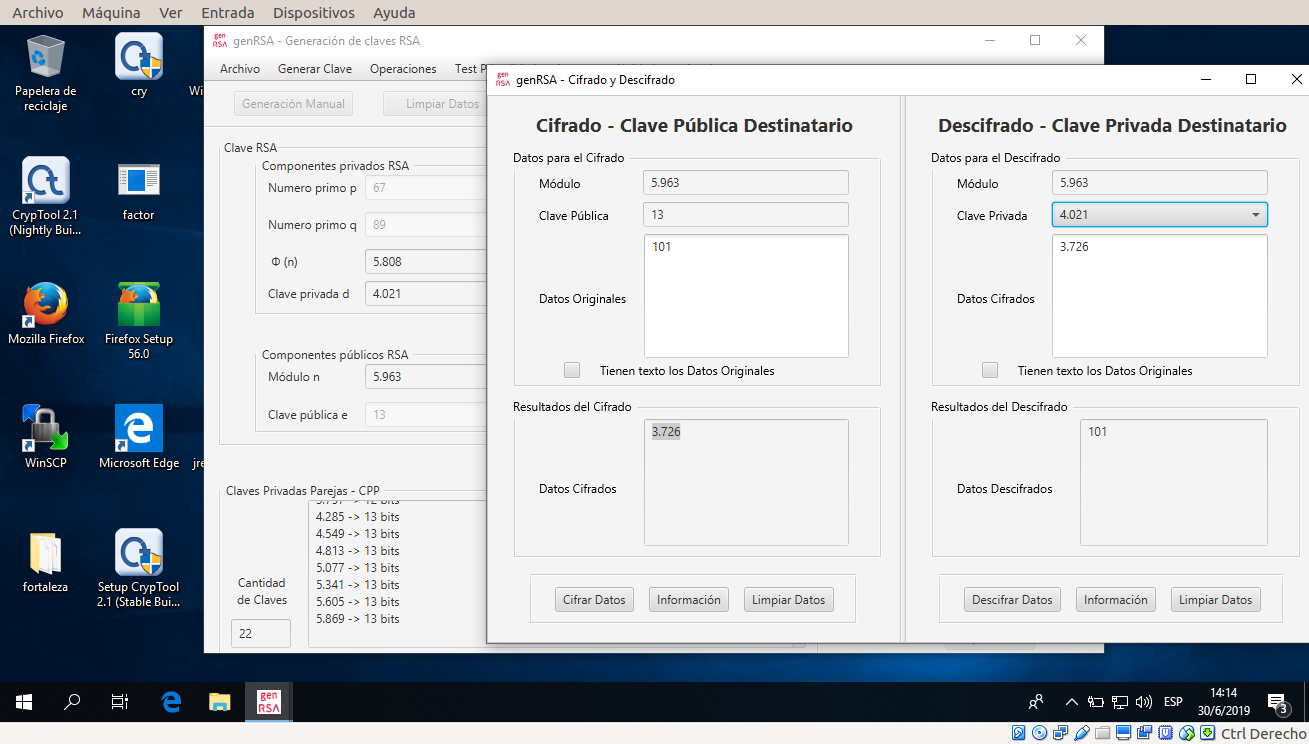 Archivo Máquina Ver Entrada Dispositivos Ayuda
Papelera de
reciclaje
cry
CrypTool 2.1
(Nightly Bui...
factor
Mozilla Firefox
Firefox Setup
56.0
WinSCP
Microsoft Edge
fortaleza
Setup CrypTool
2.1 (Stable Bui...
gen
RSA
genRSA - Generación de claves RSA
Archivo Generar Clave Operaciones Test P
Generación Manual Limpiar Datos
Clave RSA
Componentes privados RSA
Numero primo p 67
Numero primo q 89
Φ (n) 5.808
Clave privada d 4.021
Componentes públicos RSA
Módulo n 5.963
Clave pública e 13
Claves Privadas Parejas - CPP
4.285 -> 13 bits
4.549 -> 13 bits
4.813 -> 13 bits
5.077 -> 13 bits
5.341 -> 13 bits
5.605 -> 13 bits
5.869 -> 13 bits
Cantidad
de Claves
22
gen
RSA
genRSA - Cifrado y Descifrado
Cifrado - Clave Pública Destinatario
Datos para el Cifrado
Módulo 5.963
Clave Pública 13
101
Datos Originales
Tienen texto los Datos Originales
Resultados del Cifrado
3.726
Datos Cifrados
Cifrar Datos Información Limpiar Datos
Descifrado - Clave Privada Destinatario
Datos para el Descifrado
Módulo 5.963
Clave Privada 4.021
3.726
Datos Cifrados
Tienen texto los Datos Originales
Resultados del Descifrado
101
Datos Descifrados
Descifrar Datos Información Limpiar Datos
gen
RSA
ESP
14:14
30/6/2019
3
Ctrl Derecho